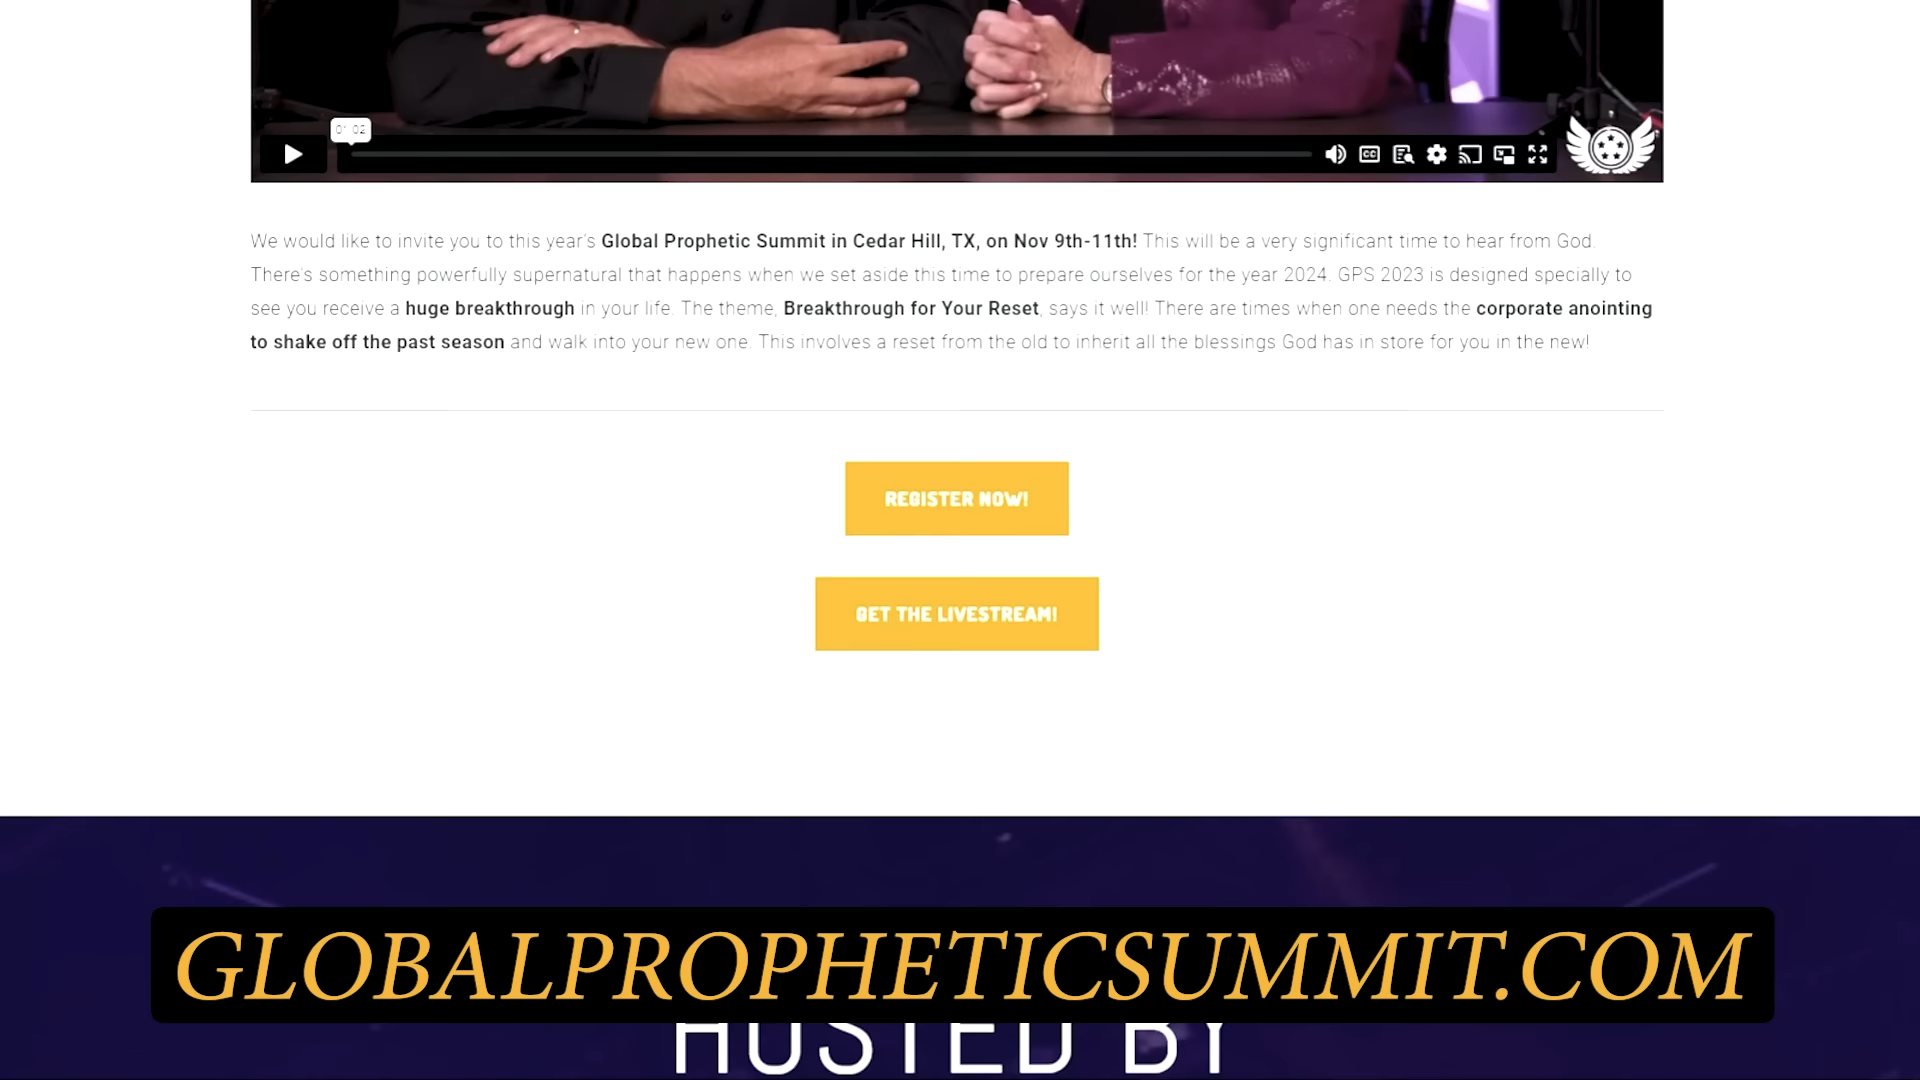 01:02
CC
We would like to invite you to this year's Global Prophetic Summit in Cedar Hill, TX, on Nov 9th-11th! This will be a very significant time to hear from God.
There's something powerfully supernatural that happens when we set aside this time to prepare ourselves for the year 2024. GPS 2023 is designed specially to
see you receive a huge breakthrough in your life. The theme, Breakthrough for Your Reset, says it well! There are times when one needs the corporate anointing
to shake off the past season and walk into your new one. This involves a reset from the old to inherit all the blessings God has in store for you in the new!
REGISTER NOW!
GET THE LIVESTREAM!
GLOBALPROPHETICSUMMIT.COM
HOSTED BY